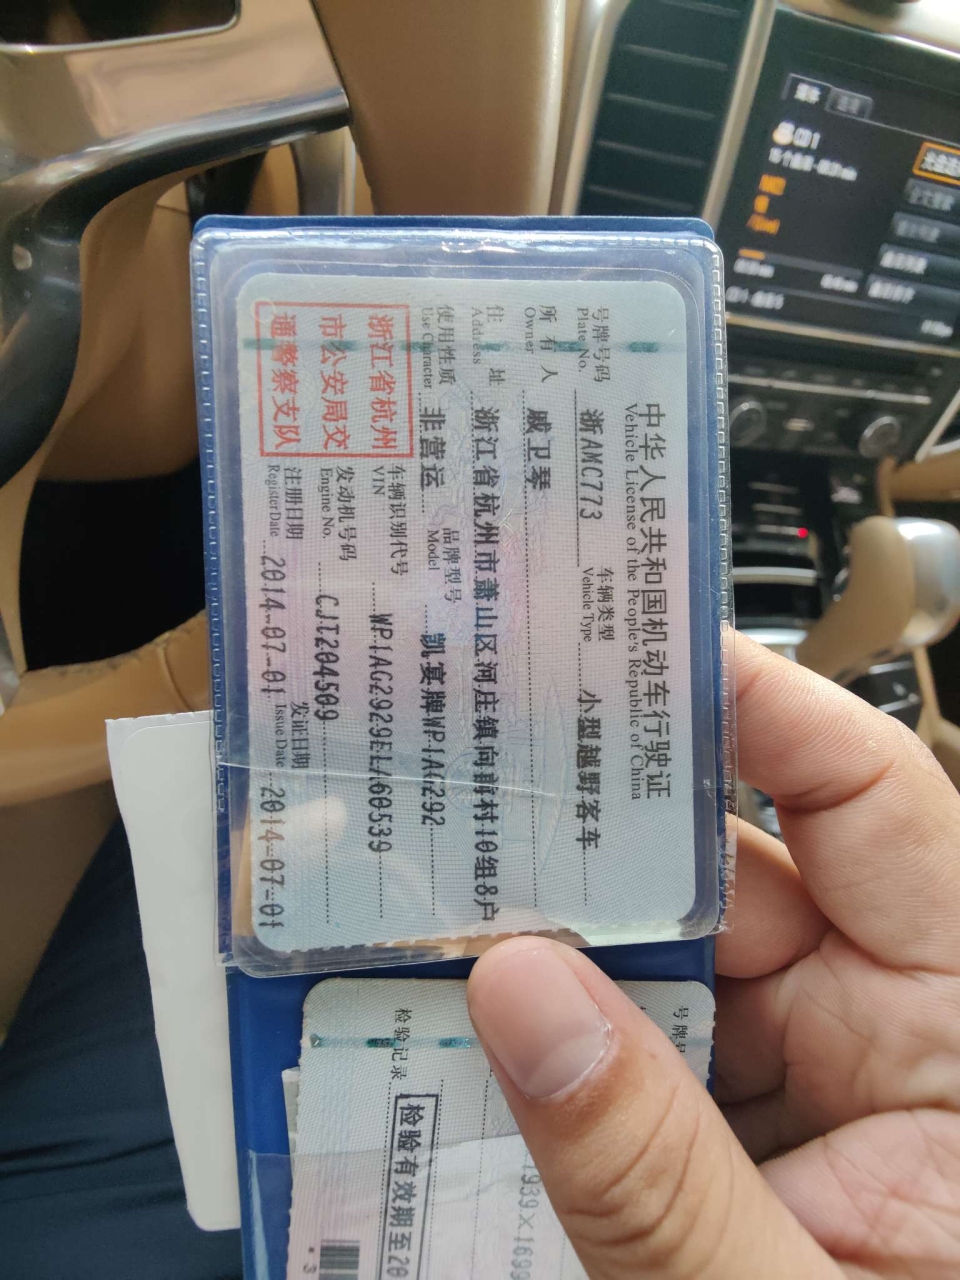 中华人民共和国机动车行驶证
Vehicle License of the People's Republic of China
号牌号码 浙AMC773 车辆类型 小型越野客车
Plate No. Vehicle Type
所有人 戚卫琴
Owner
住址 浙江省杭州市萧山区河庄镇向前村10组8户
Address
使用性质 非营运 品牌型号 凯宴牌WP1AG292
Use Character Model
浙江省杭州
市公安局交
通警察支队
车辆识别代号 WP1AG2929ELA60539
VIN
发动机号码 CJT204509
Engine No.
注册日期 2014-07-01 发证日期 2014-07-01
Register Date Issue Date
号牌号
1939×1699
检验记录
检验有效期至20